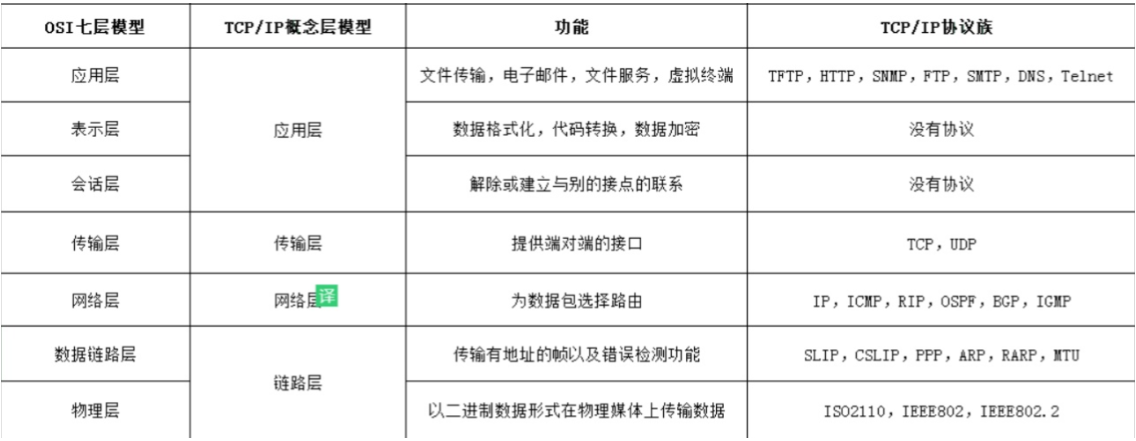 OSI七层模型 TCP/IP概念层模型 功能 TCP/IP协议族
应用层 文件传输，电子邮件，文件服务，虚拟终端 TFTP，HTTP，SNMP，FTP，SMTP，DNS，Telnet
表示层 应用层 数据格式化，代码转换，数据加密 没有协议
会话层 解除或建立与别的接点的联系 没有协议
传输层 传输层 提供端对端的接口 TCP，UDP
网络层 网络层 译 为数据包选择路由 IP，ICMP，RIP，OSPF，BGP，IGMP
数据链路层 传输有地址的帧以及错误检测功能 SLIP，CSLIP，PPP，ARP，RARP，MTU
链路层
物理层 以二进制数据形式在物理媒体上传输数据 ISO2110，IEEE802，IEEE802.2